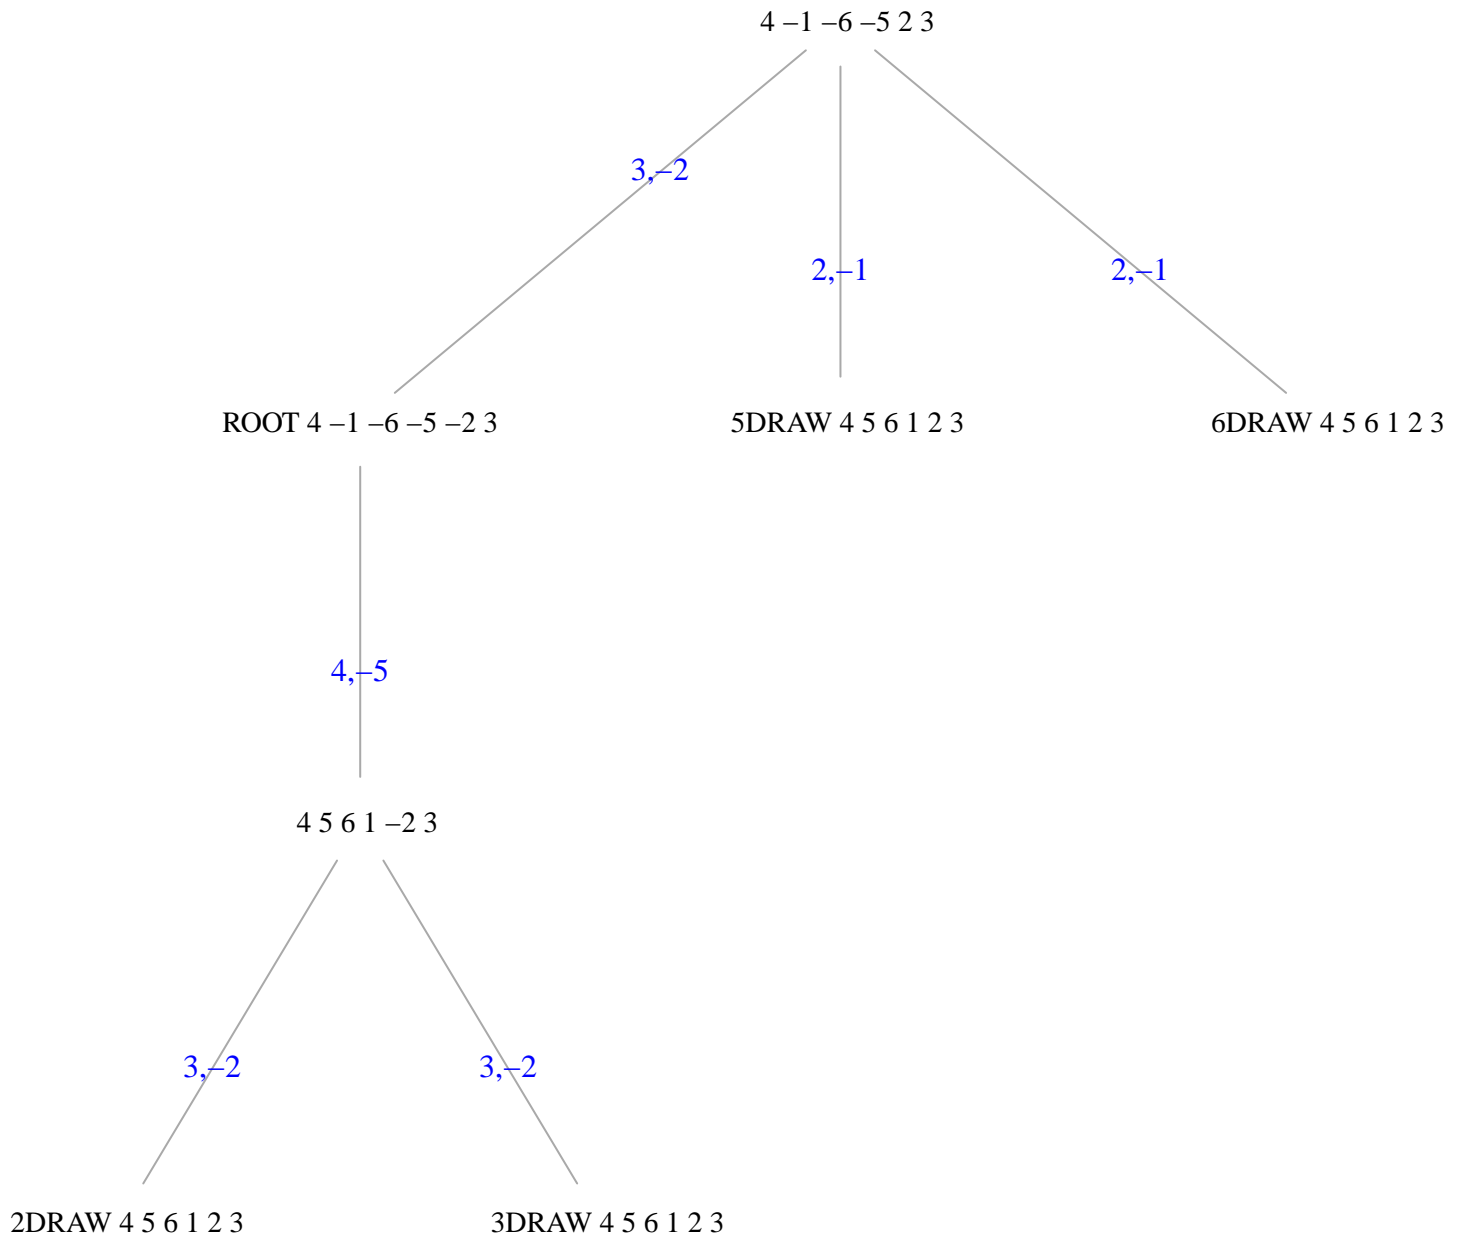 4 –1 –6 –5 2 3
3,–2
2,–1
2,–1
ROOT 4 –1 –6 –5 –2 3
5DRAW 4 5 6 1 2 3
6DRAW 4 5 6 1 2 3
4,–5
4 5 6 1 –2 3
3,–2
3,–2
2DRAW 4 5 6 1 2 3
3DRAW 4 5 6 1 2 3